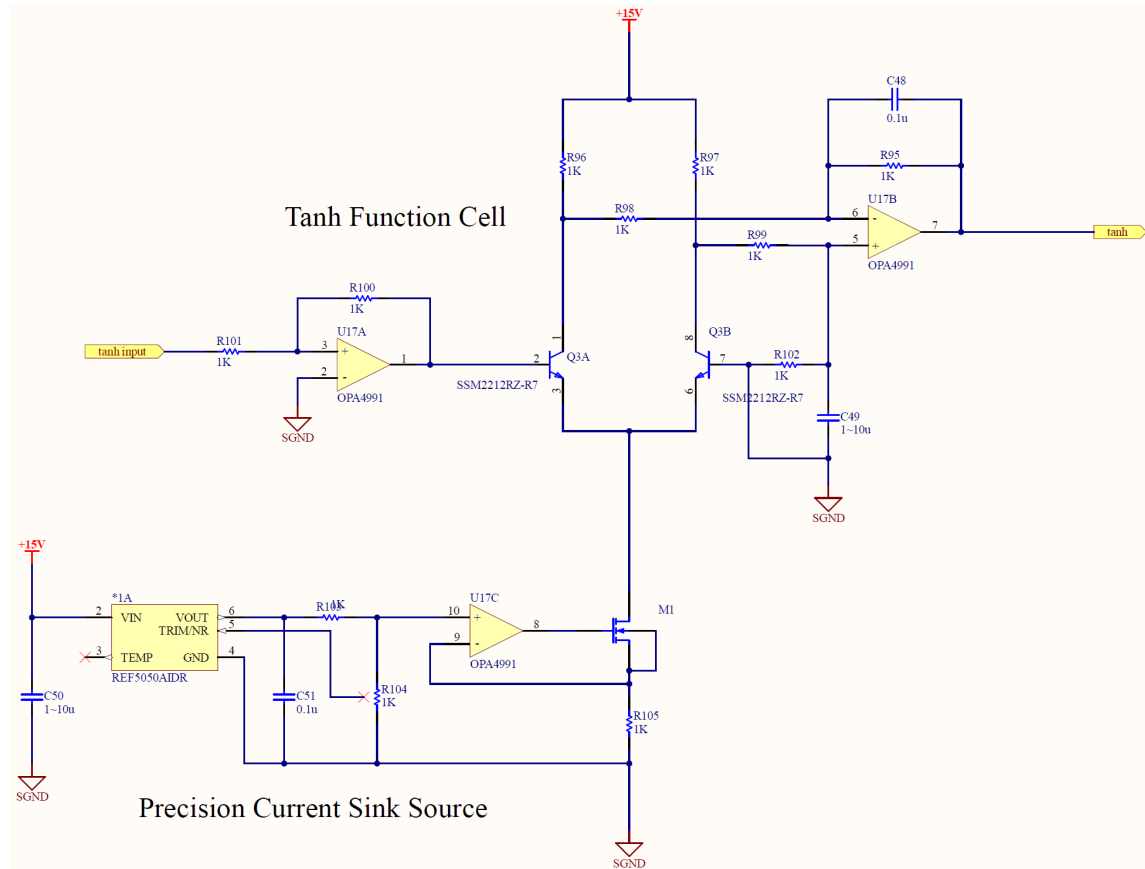 +15V
C48
0.1u
R96
1K
R97
1K
R95
1K
U17B
Tanh Function Cell
R98
1K
6
-
7
tanh
R99
1K
5
+
OPA4991
R100
1K
U17A
1
8
Q3B
tanh input
R101
1K
3
+
1
2
Q3A
7
R102
1K
2
-
OPA4991
SSM2212RZ-R7
3
6
SSM2212RZ-R7
C49
1~10u
SGND
SGND
+15V
*1A
R103
1K
U17C
M1
2
VIN
VOUT
6
10
+
TRIM/NR
5
8
9
-
3
TEMP
GND
4
REF5050AIDR
OPA4991
C50
1~10u
C51
0.1u
R104
1K
R105
1K
SGND
Precision Current Sink Source
SGND